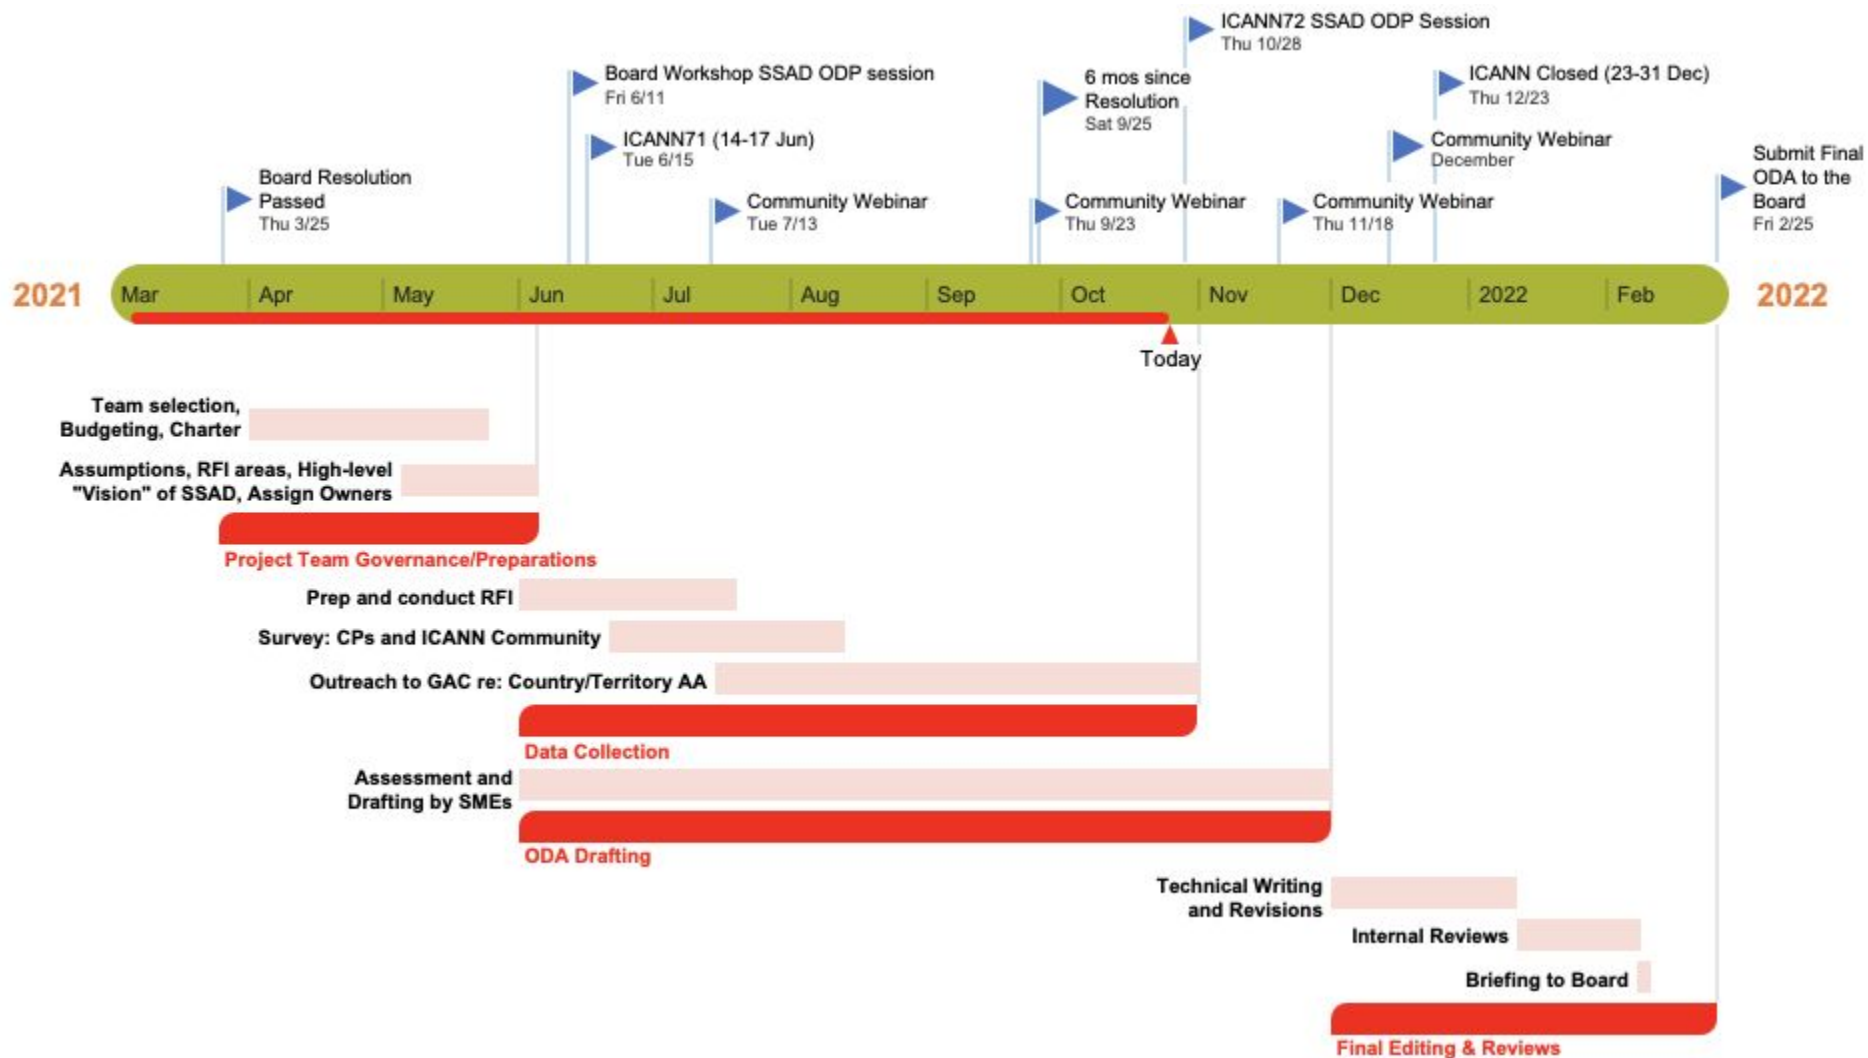 ICANN72 SSAD ODP Session
Thu 10/28
Board Workshop SSAD ODP session
Fri 6/11
6 mos since
Resolution
Sat 9/25
ICANN Closed (23-31 Dec)
Thu 12/23
ICANN71 (14-17 Jun)
Tue 6/15
Community Webinar
December
Submit Final
ODA to the
Board
Fri 2/25
Board Resolution
Passed
Thu 3/25
Community Webinar
Tue 7/13
Community Webinar
Thu 9/23
Community Webinar
Thu 11/18
2021
Mar
Apr
May
Jun
Jul
Aug
Sep
Oct
Nov
Dec
2022
Feb
2022
Today
Team selection,
Budgeting, Charter
Assumptions, RFI areas, High-level
"Vision" of SSAD, Assign Owners
Project Team Governance/Preparations
Prep and conduct RFI
Survey: CPs and ICANN Community
Outreach to GAC re: Country/Territory AA
Data Collection
Assessment and
Drafting by SMEs
ODA Drafting
Technical Writing
and Revisions
Internal Reviews
Briefing to Board
Final Editing & Reviews